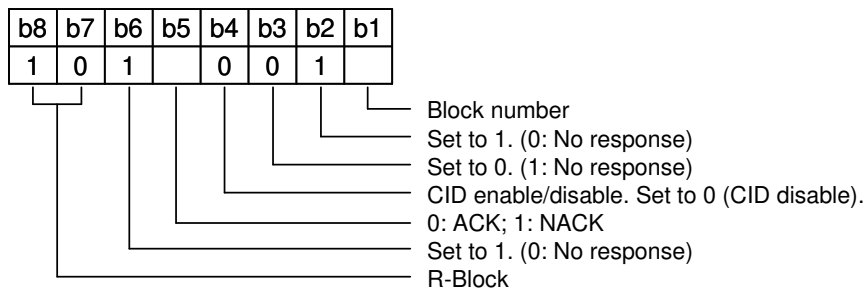 b8 b7 b6 b5 b4 b3 b2 b1
1 0 1 0 0 1
Block number
Set to 1. (0: No response)
Set to 0. (1: No response)
CID enable/disable. Set to 0 (CID disable).
0: ACK; 1: NACK
Set to 1. (0: No response)
R-Block